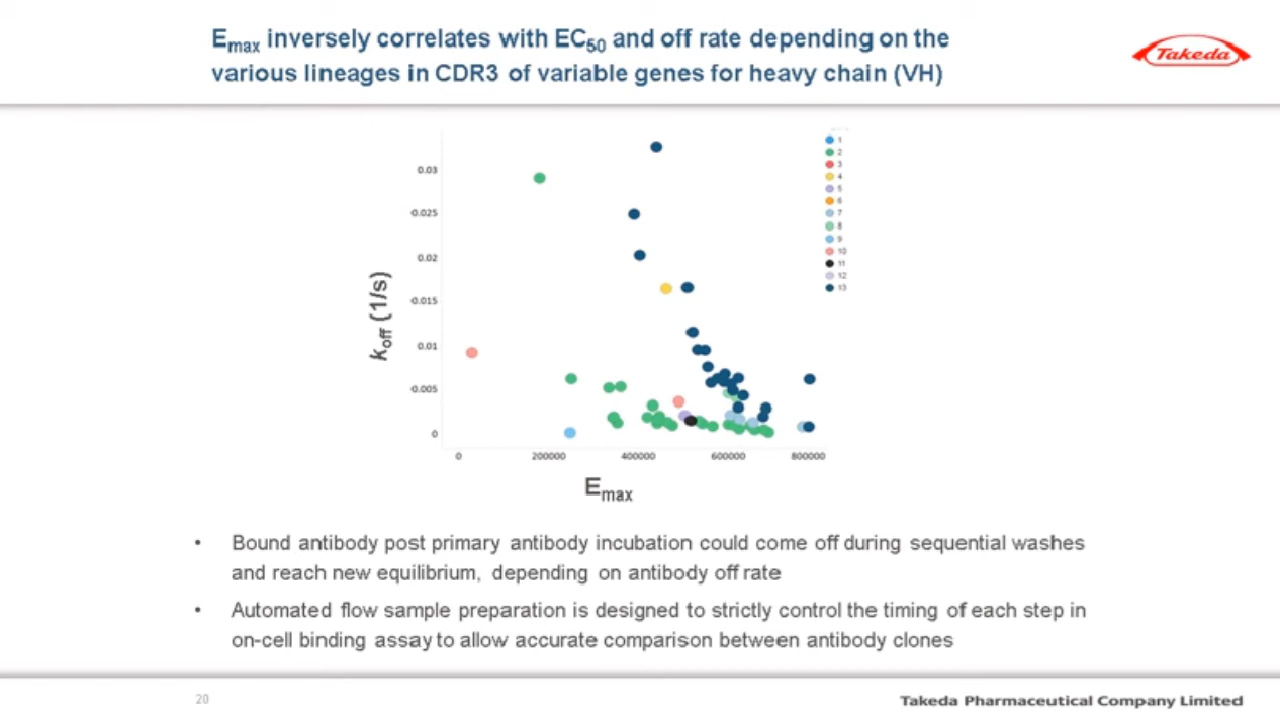 E_max inversely correlates with EC_50 and off rate depending on the
various lineages in CDR3 of variable genes for heavy chain (VH)
Takeda
1
2
3
4
5
6
7
8
9
10
11
12
13
0.03
0.025
0.02
0.015
0.01
0.005
0
k_off (1/s)
0
200000
400000
600000
800000
E_max
• Bound antibody post primary antibody incubation could come off during sequential washes
and reach new equilibrium, depending on antibody off rate
• Automated flow sample preparation is designed to strictly control the timing of each step in
on-cell binding assay to allow accurate comparison between antibody clones
20
Takeda Pharmaceutical Company Limited